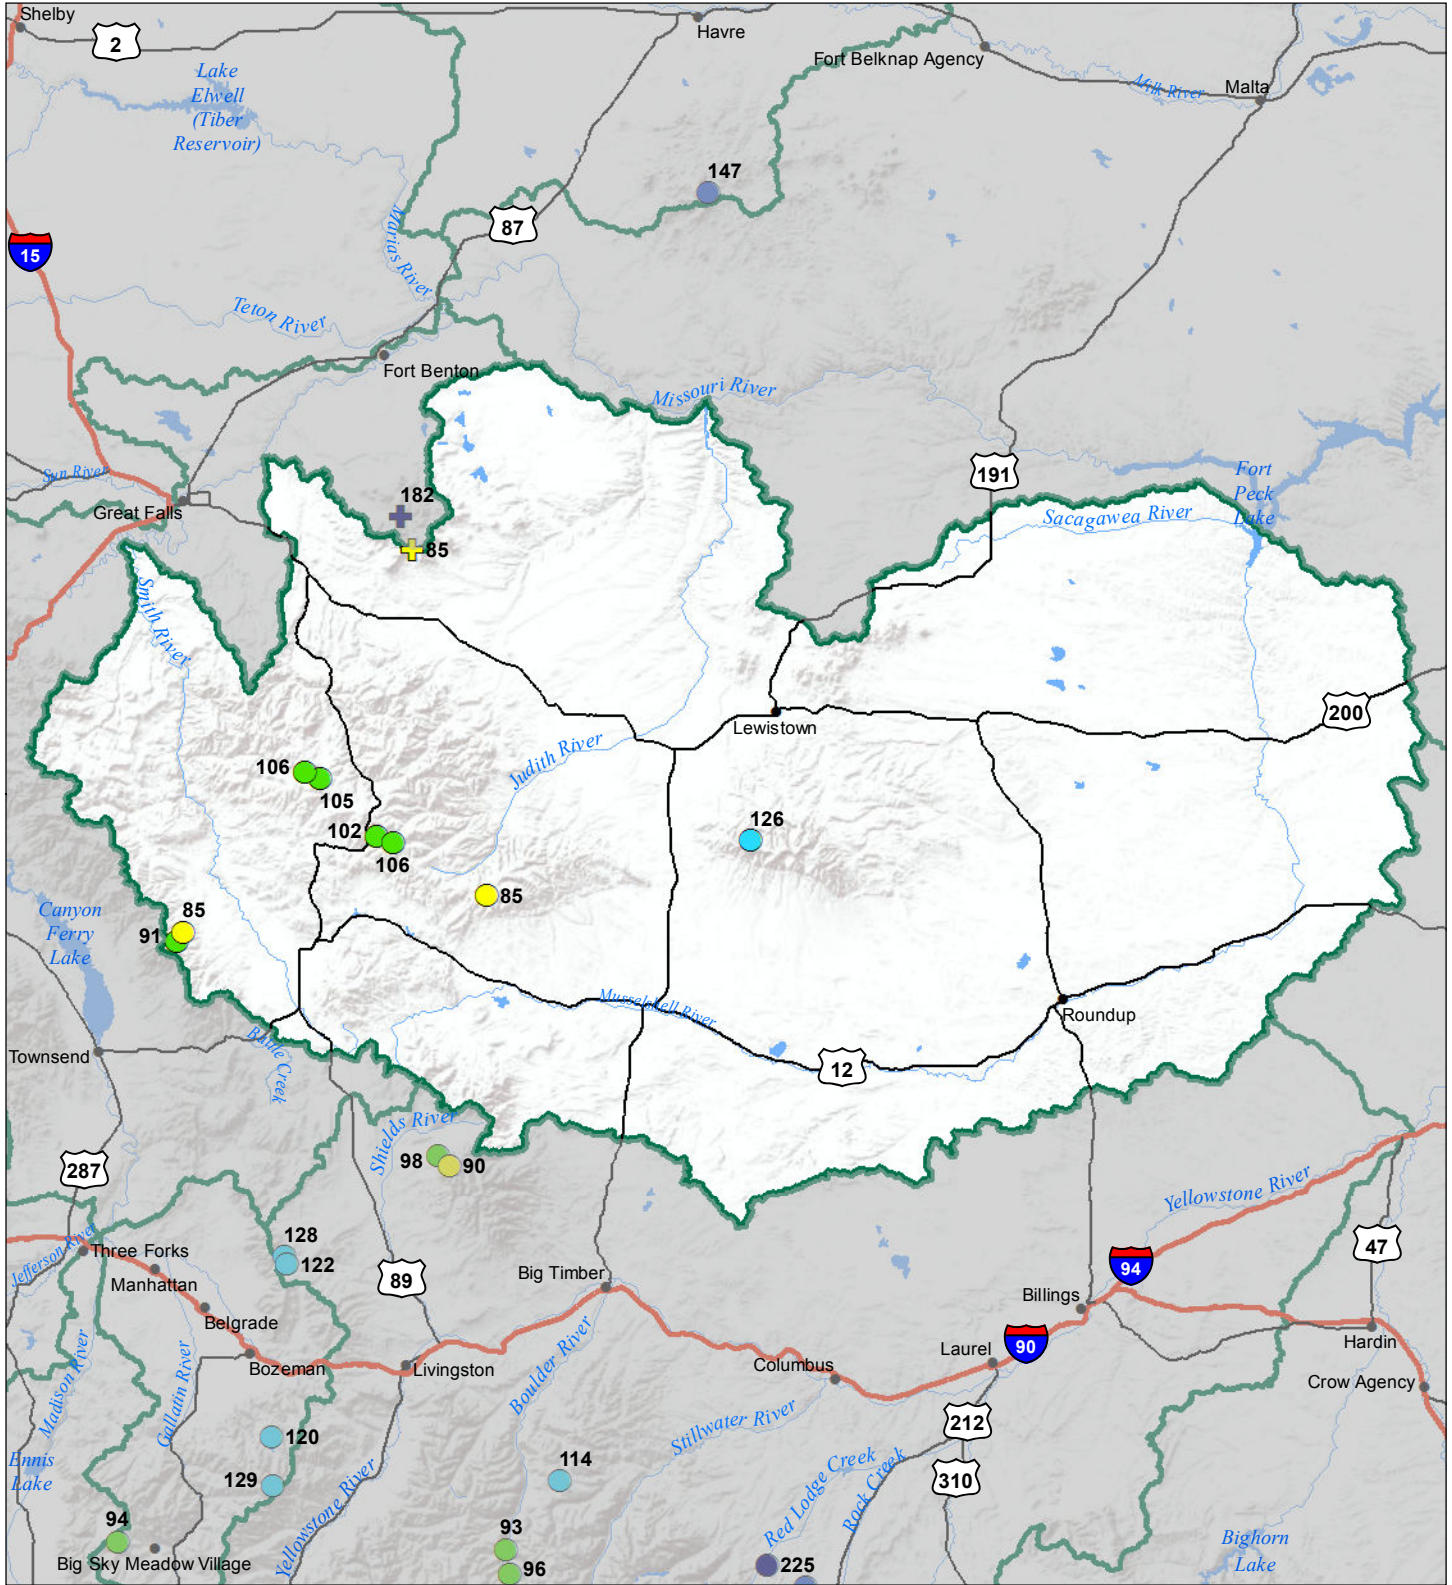 Shelby
2
Havre
Fort Belknap Agency
Milk River
Malta
Lake
Elwell
(Tiber
Reservoir)
147
87
Marias River
15
Teton River
Fort Benton
Missouri River
Sun River
Great Falls
182
85
191
Fort
Peck
Lake
Sacagawea River
Smith River
200
Lewistown
Judith River
106
105
102
106
126
85
85
91
Canyon
Ferry
Lake
Musselshell River
Roundup
Townsend
Battle Creek
12
Shields River
98
90
287
Yellowstone River
128
122
Jefferson River
Three Forks
Manhattan
89
Big Timber
94
47
Billings
Belgrade
Bozeman
Livingston
Madison River
Gallatin River
Boulder River
Columbus
Laurel
90
Hardin
Crow Agency
212
Stillwater River
120
114
129
Ennis
Lake
310
Yellowstone River
Red Lodge Creek
Rock Creek
94
Big Sky Meadow Village
93
96
225
Bighorn
Lake